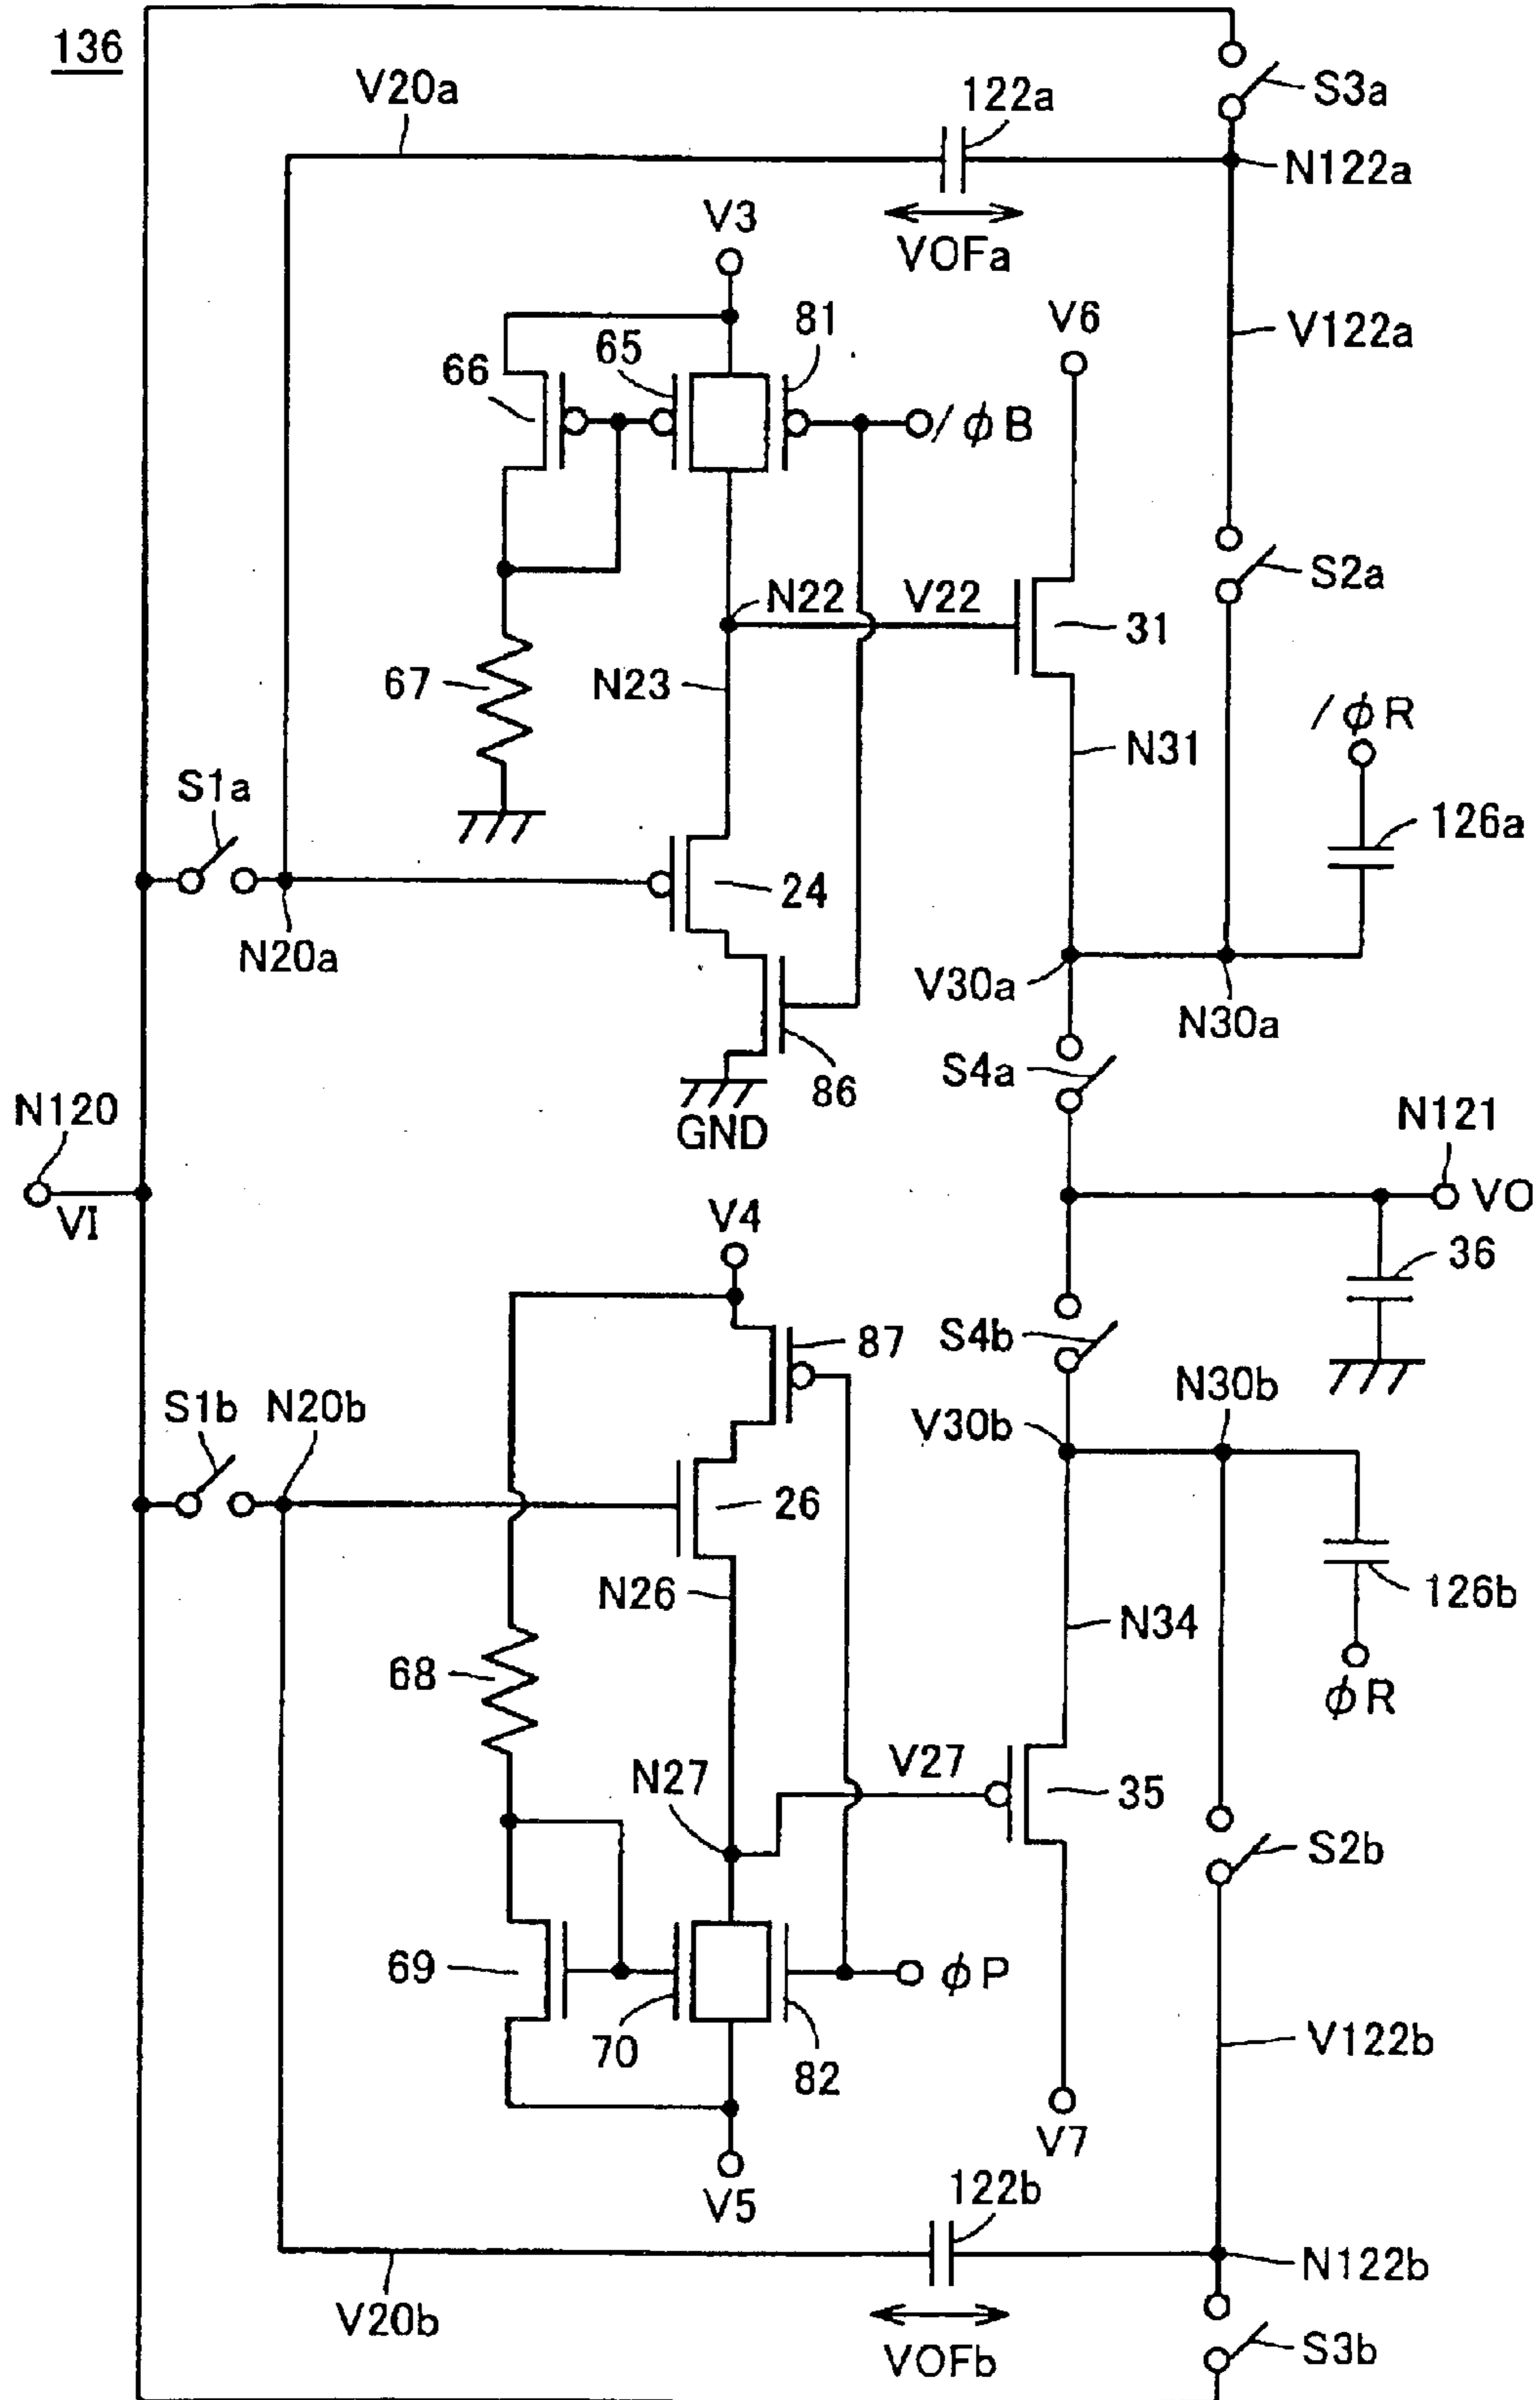 136
V20a
122a
S3a
N122a
V3
VOFa
V6
V122a
66
65
81
/φB
S2a
N22
V22
31
67
N23
N31
/φR
S1a
126a
24
N20a
V30a
N30a
S4a
86
GND
N120
VI
N121
VO
V4
36
87
S4b
S1b
N20b
N30b
V30b
26
N26
126b
68
N34
φR
N27
V27
35
S2b
69
φP
70
82
V122b
V7
V5
122b
N122b
V20b
VOFb
S3b